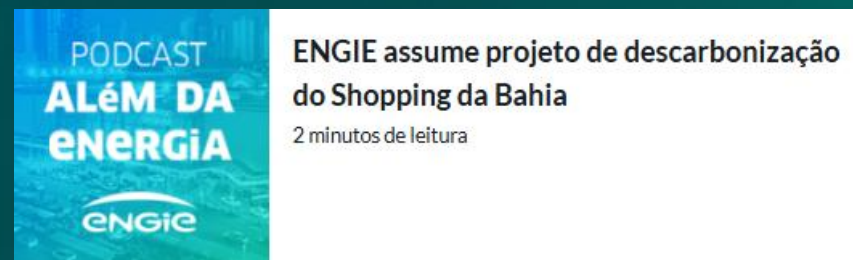 PODCAST
ALéM DA
eNeRGiA
eNGie
ENGIE assume projeto de descarbonização
do Shopping da Bahia
2 minutos de leitura